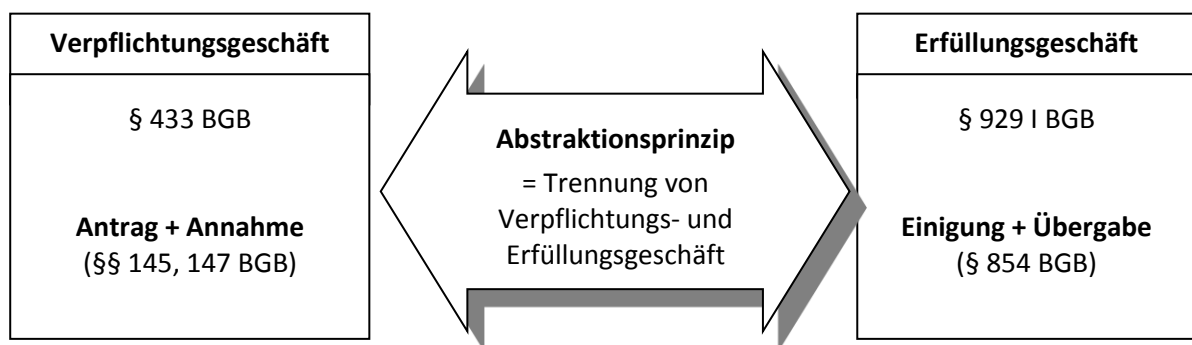 Verpflichtungsgeschäft
§ 433 BGB
Antrag + Annahme
(§§ 145, 147 BGB)
Abstraktionsprinzip
= Trennung von
Verpflichtungs- und
Erfüllungsgeschäft
Erfüllungsgeschäft
§ 929 I BGB
Einigung + Übergabe
(§ 854 BGB)